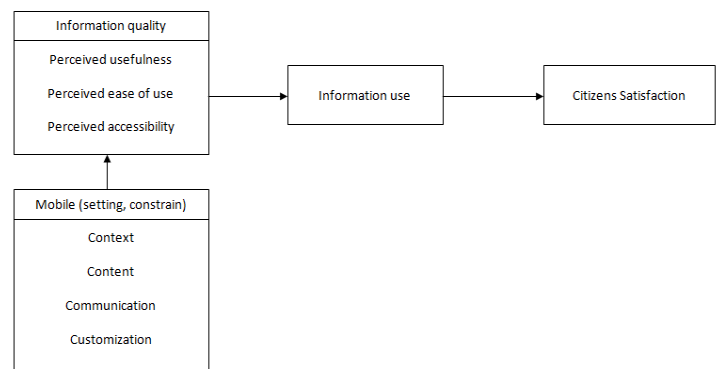 Information quality
Perceived usefulness
Perceived ease of use
Perceived accessibility
Information use
Citizens Satisfaction
Mobile (setting, constrain)
Context
Content
Communication
Customization